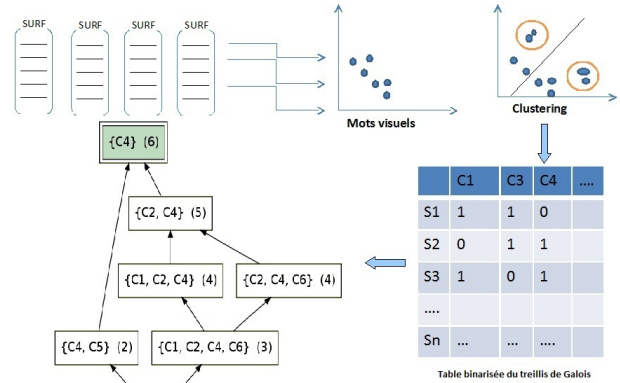 SURF SURF SURF SURF
Mots visuels
Clustering
{C4} (6)
{C2, C4} (5)
{C1, C2, C4} (4) {C2, C4, C6} (4)
{C4, C5} (2) {C1, C2, C4, C6} (3)
C1 C3 C4 ....
S1 1 1 0
S2 0 1 1
S3 1 0 1
....
Sn ... ... ....
Table binarisée du treillis de Galois